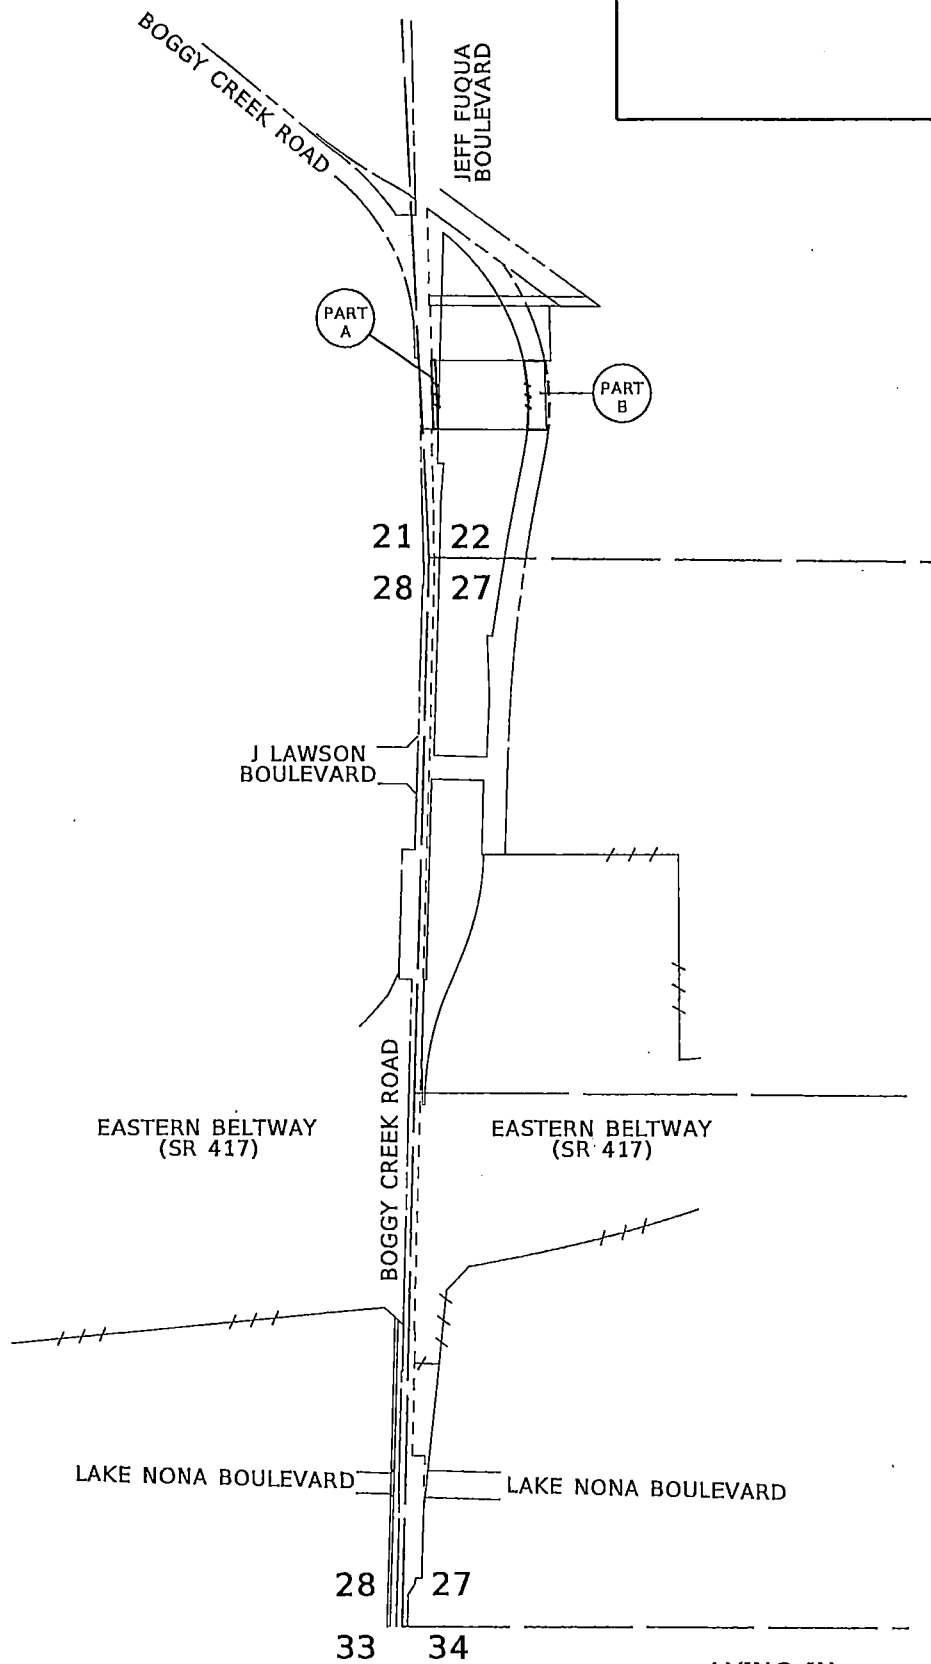 BOGGY CREEK ROAD
JEFF FUQUA
BOULEVARD
PART
A
PART
B
21 22
28 27
J LAWSON
BOULEVARD
BOGGY CREEK ROAD
EASTERN BELTWAY
(SR 417)
EASTERN BELTWAY
(SR 417)
LAKE NONA BOULEVARD
LAKE NONA BOULEVARD
28 27
33 34